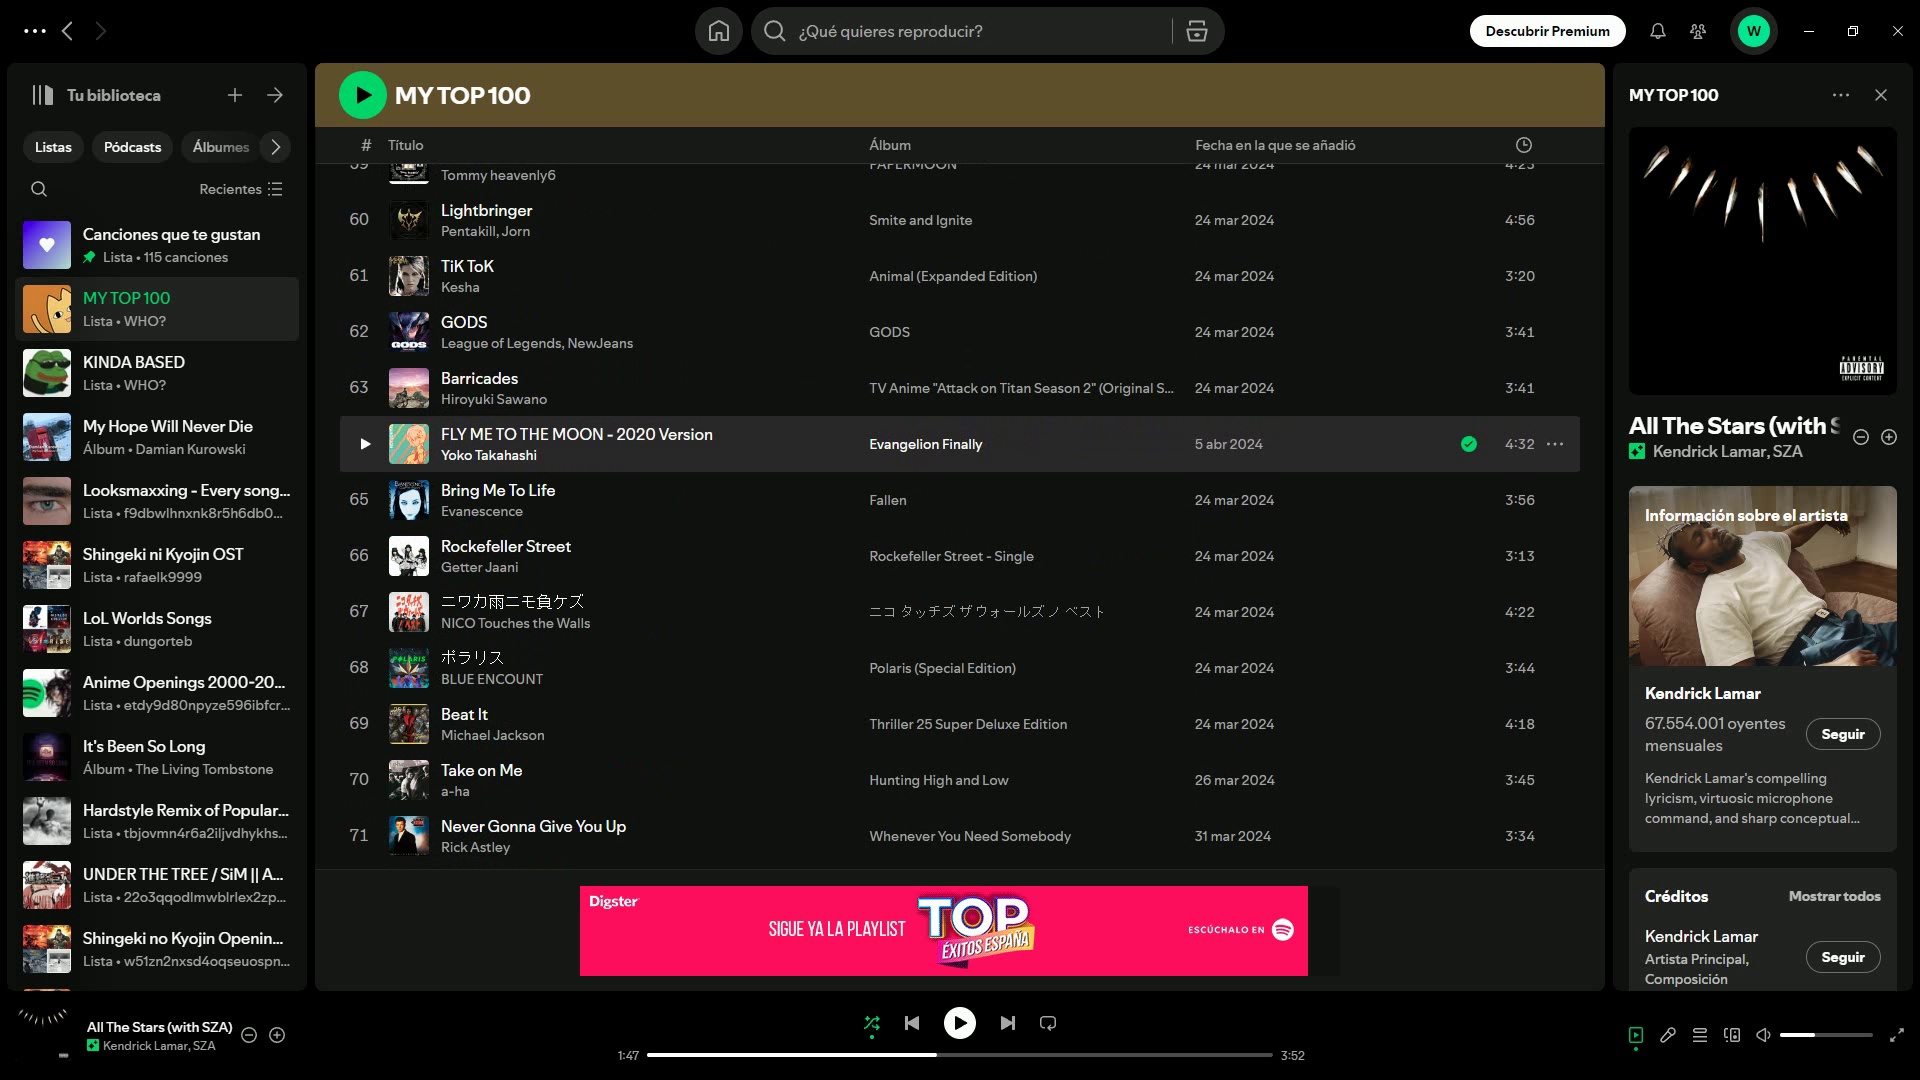 ¿Qué quieres reproducir?
Descubrir Premium
W
Tu biblioteca
Listas
Pódcasts
Álbumes
Recientes
Canciones que te gustan
Lista • 115 canciones
MY TOP 100
Lista • WHO?
KINDA BASED
Lista • WHO?
My Hope Will Never Die
Álbum • Damian Kurowski
Looksmaxxing - Every song...
Lista • f9dbwlhnxnk8r5h6db0...
Shingeki ni Kyojin OST
Lista • rafaelk9999
LoL Worlds Songs
Lista • dungorteb
Anime Openings 2000-20...
Lista • etdy9d80npyze596ibfcr...
It's Been So Long
Álbum • The Living Tombstone
Hardstyle Remix of Popular...
Lista • tbjovmn4r6a2iljvdhykhs...
UNDER THE TREE / SiM || A...
Lista • 22o3qqodlmwblrlex2zp...
Shingeki no Kyojin Openin...
Lista • w51zn2nxsd4oqseuospn...
MY TOP 100
# Título Álbum Fecha en la que se añadió
59 PAPERMOON 24 mar 2024 4:23
Tommy heavenly6
60 Lightbringer Smite and Ignite 24 mar 2024 4:56
Pentakill, Jorn
61 TiK ToK Animal (Expanded Edition) 24 mar 2024 3:20
Kesha
62 GODS GODS 24 mar 2024 3:41
League of Legends, NewJeans
63 Barricades TV Anime "Attack on Titan Season 2" (Original S... 24 mar 2024 3:41
Hiroyuki Sawano
FLY ME TO THE MOON - 2020 Version Evangelion Finally 5 abr 2024 4:32
Yoko Takahashi
65 Bring Me To Life Fallen 24 mar 2024 3:56
Evanescence
66 Rockefeller Street Rockefeller Street - Single 24 mar 2024 3:13
Getter Jaani
67 ニワカ雨ニモ負ケズ ニコ タッチズ ザ ウォールズ ノ ベスト 24 mar 2024 4:22
NICO Touches the Walls
68 ポラリス Polaris (Special Edition) 24 mar 2024 3:44
BLUE ENCOUNT
69 Beat It Thriller 25 Super Deluxe Edition 24 mar 2024 4:18
Michael Jackson
70 Take on Me Hunting High and Low 26 mar 2024 3:45
a-ha
71 Never Gonna Give You Up Whenever You Need Somebody 31 mar 2024 3:34
Rick Astley
Digster
SIGUE YA LA PLAYLIST
TOP
ÉXITOS ESPAÑA
ESCÚCHALO EN
MY TOP 100
PARENTAL
ADVISORY
EXPLICIT CONTENT
All The Stars (with S
Kendrick Lamar, SZA
Información sobre el artista
Kendrick Lamar
67.554.001 oyentes
mensuales
Seguir
Kendrick Lamar's compelling
lyricism, virtuosic microphone
command, and sharp conceptual...
Créditos
Mostrar todos
Kendrick Lamar
Artista Principal,
Composición
Seguir
All The Stars (with SZA)
Kendrick Lamar, SZA
1:47
3:52